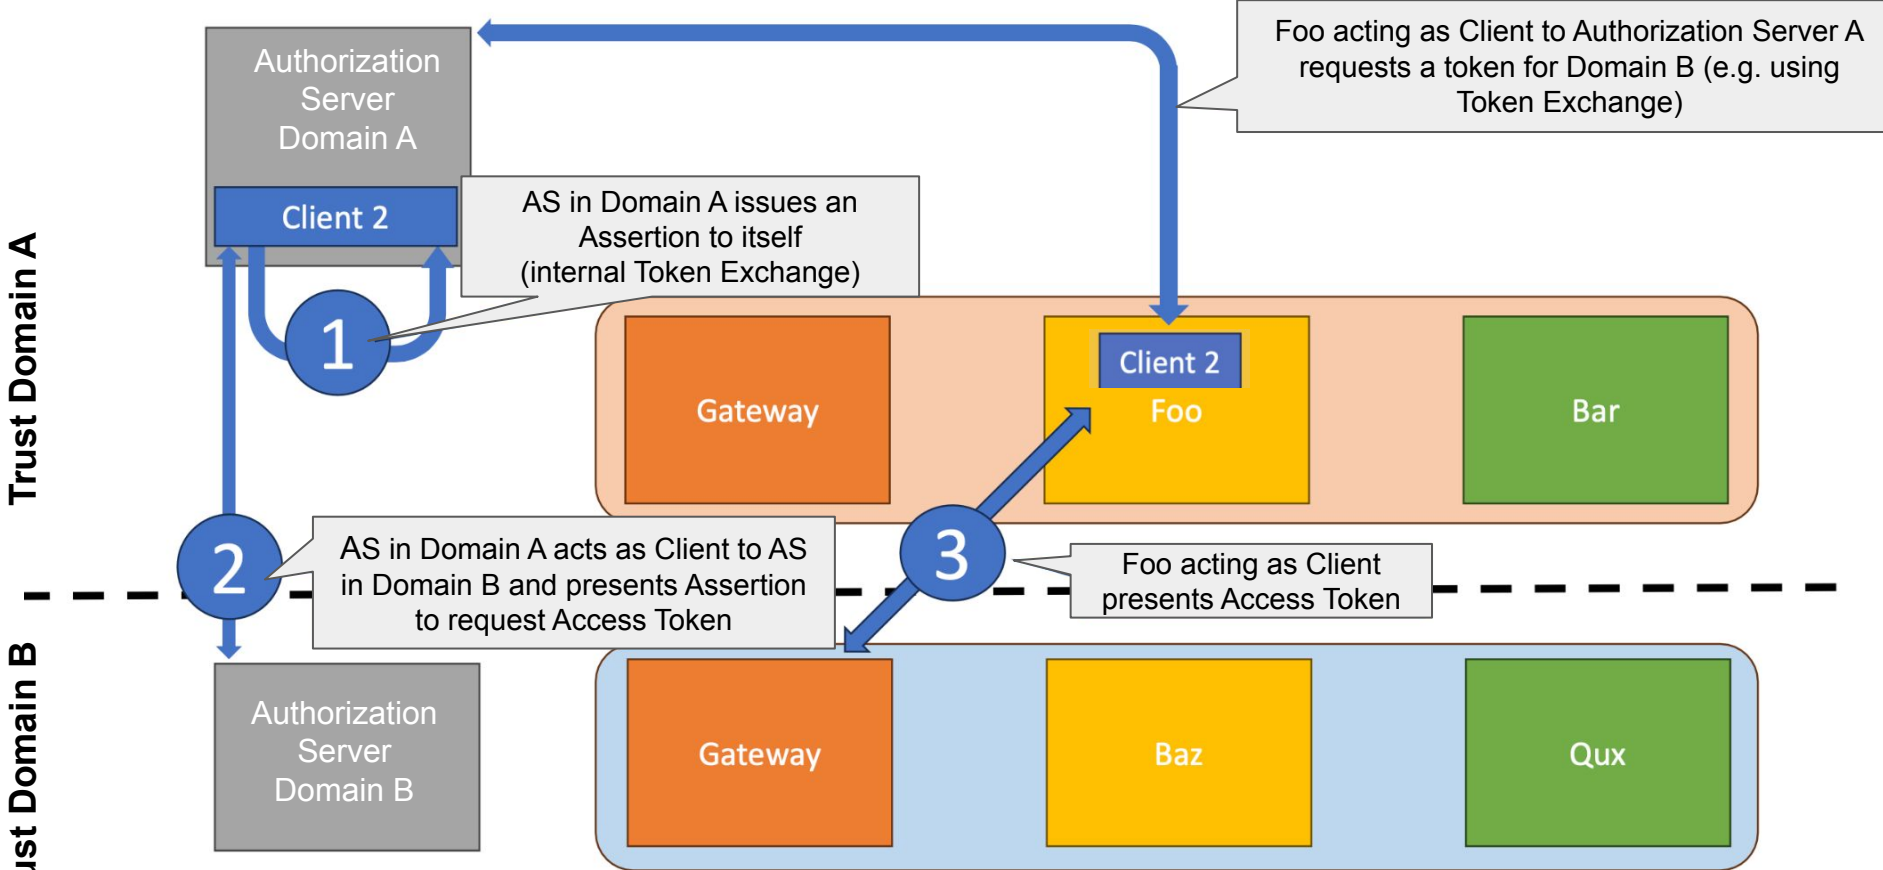 Authorization
Server
Domain A
Client 2
Foo acting as Client to Authorization Server A
requests a token for Domain B (e.g. using
Token Exchange)
AS in Domain A issues an
Assertion to itself
(internal Token Exchange)
Trust Domain A
1
Gateway
Client 2
Foo
Bar
2
AS in Domain A acts as Client to AS
in Domain B and presents Assertion
to request Access Token
3
Foo acting as Client
presents Access Token
ust Domain B
Authorization
Server
Domain B
Gateway
Baz
Qux